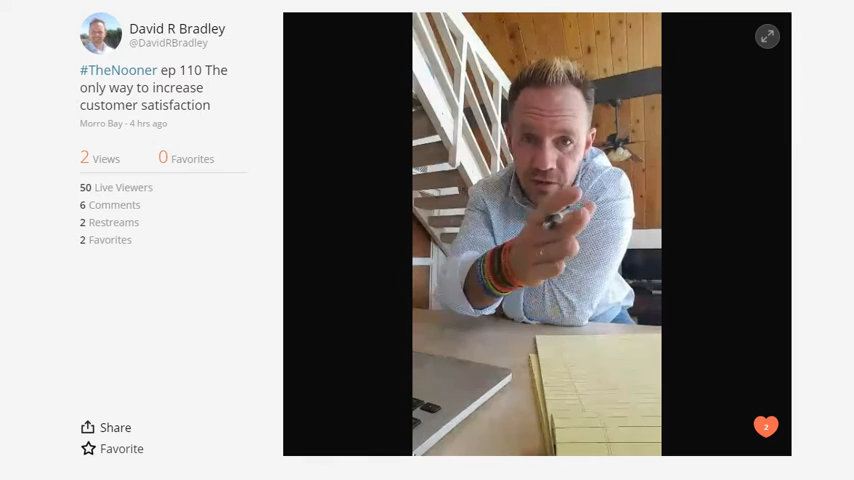 David R Bradley
@DavidRBradley
#TheNooner ep 110 The
only way to increase
customer satisfaction
Morro Bay - 4 hrs ago
2 Views 0 Favorites
50 Live Viewers
6 Comments
2 Restreams
2 Favorites
Share
Favorite
2